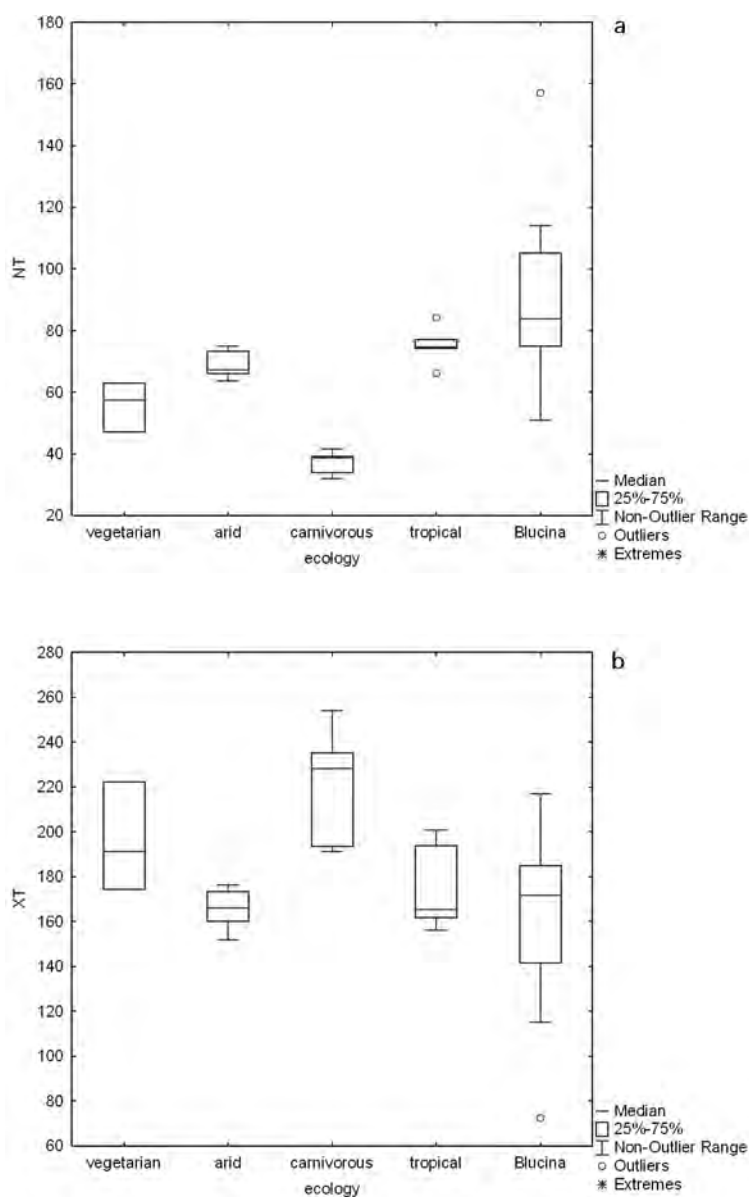 a
180
160
140
120
100
80
60
40
20
NT
vegetarian arid carnivorous tropical Blucina
ecology
Median
25%-75%
Non-Outlier Range
Outliers
Extremes
b
280
260
240
220
200
180
160
140
120
100
80
60
XT
vegetarian arid carnivorous tropical Blucina
ecology
Median
25%-75%
Non-Outlier Range
Outliers
Extremes